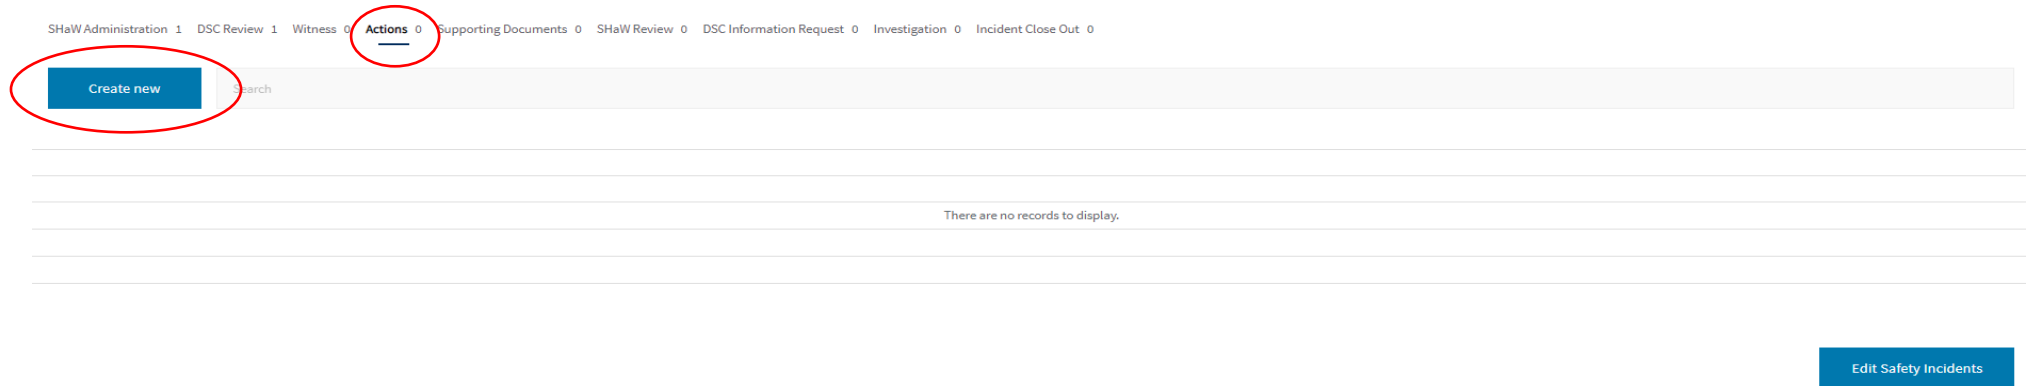 SHaW Administration 1 DSC Review 1 Witness 0 Actions 0 Supporting Documents 0 SHaW Review 0 DSC Information Request 0 Investigation 0 Incident Close Out 0
Create new Search
There are no records to display.
Edit Safety Incidents